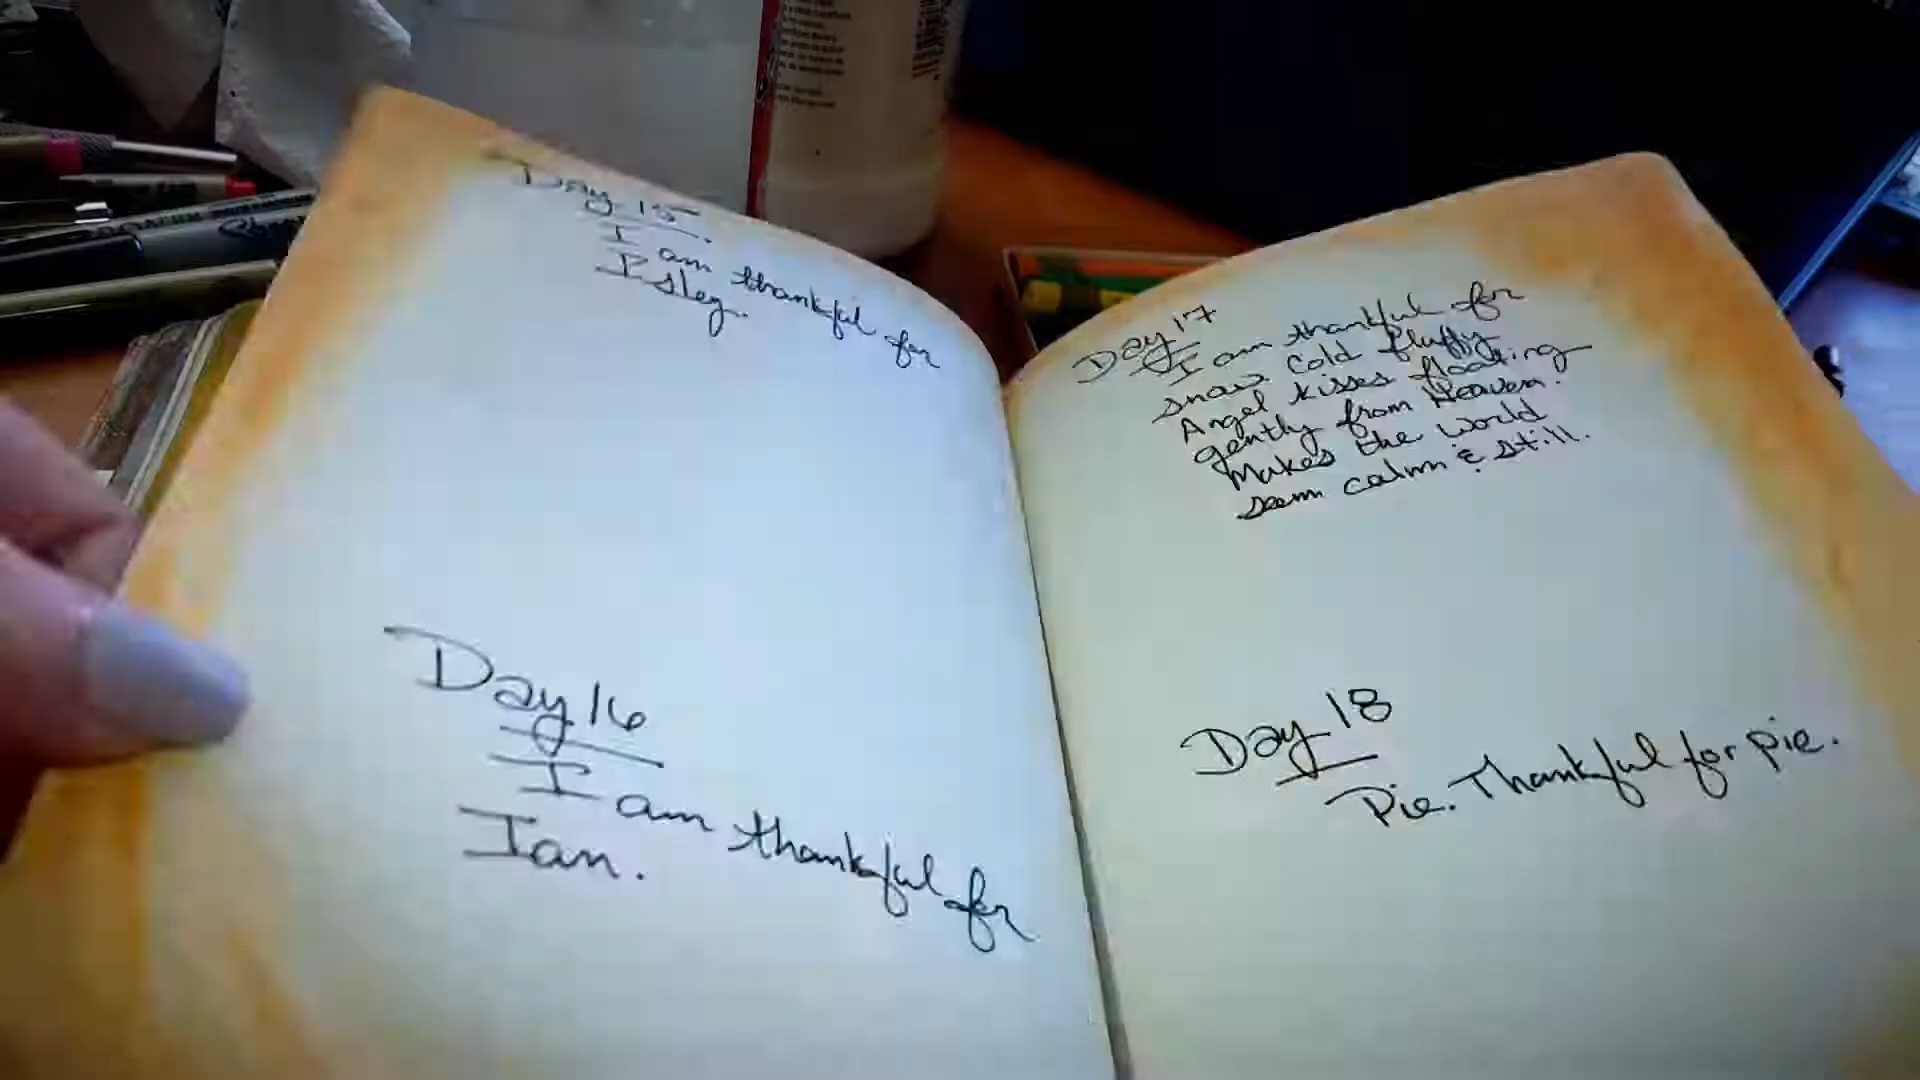 Day 15
I am thankful for
Isley.
Day 16
I am thankful for
Ian.
Day 17
I am thankful for
snow. Cold fluffy
Angel kisses floating
gently from Heaven.
Makes the world
seem calm & still.
Day 18
Pie. Thankful for pie.